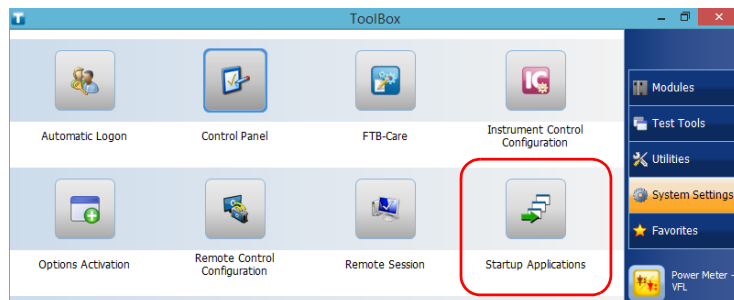 ToolBox
Automatic Logon
Control Panel
FTB-Care
Instrument Control
Configuration
Options Activation
Remote Control
Configuration
Remote Session
Startup Applications
Modules
Test Tools
Utilities
System Settings
Favorites
Power Meter -
VFL